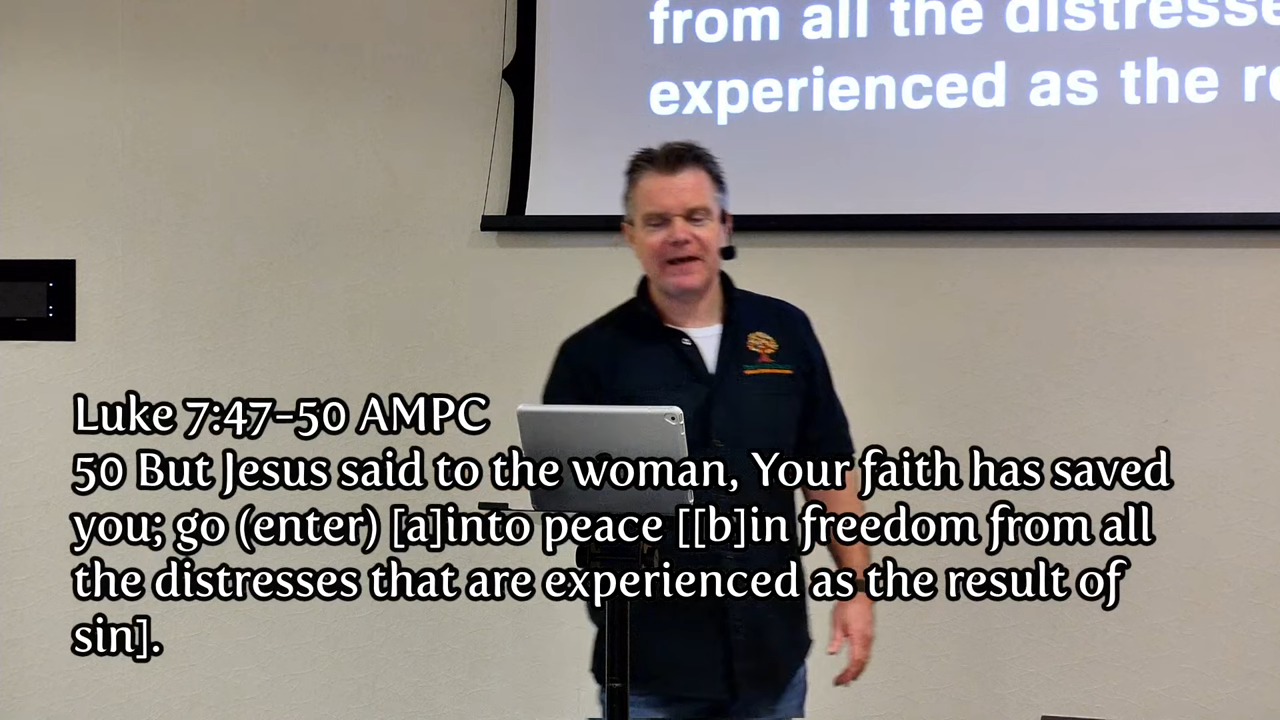 from all the
experienced as the
Luke 7:47-50 AMPC
50 But Jesus said to the woman, Your faith has saved
you; go (enter) [a]into peace [[b]in freedom from all
the distresses that are experienced as the result of
sin].